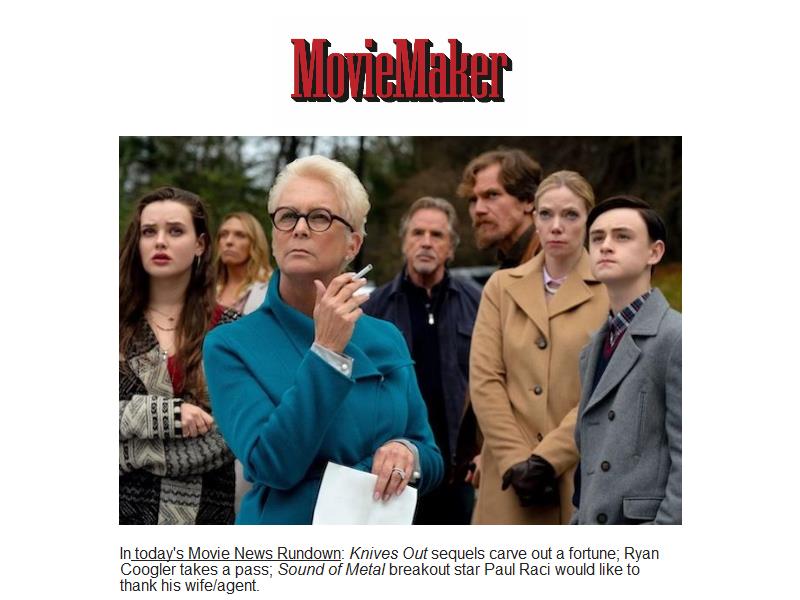 MovieMaker
In today's Movie News Rundown: Knives Out sequels carve out a fortune; Ryan
Coogler takes a pass; Sound of Metal breakout star Paul Raci would like to
thank his wife/agent.